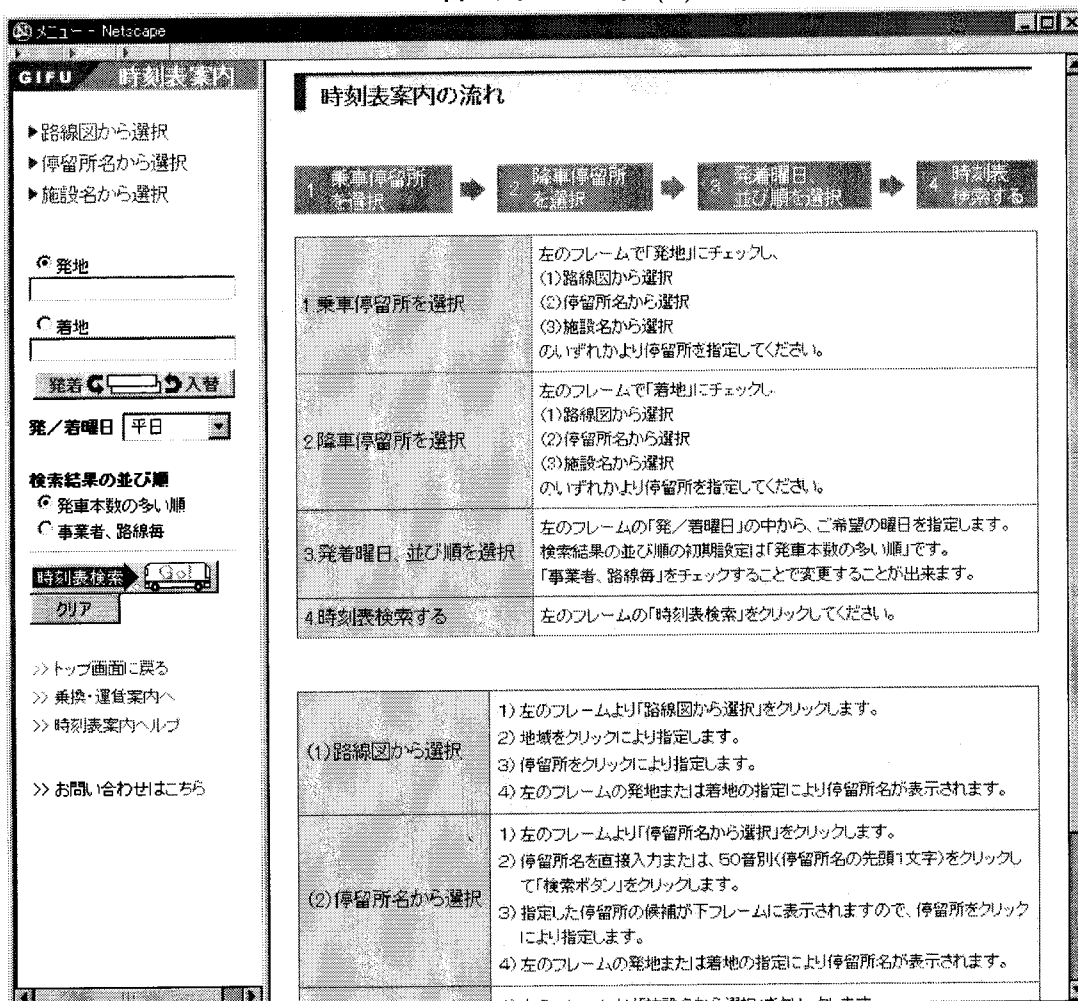 メニュー - Netscape
GIFU 時刻表案内
▶路線図から選択
▶停留所名から選択
▶施設名から選択
発地
着地
発着 入替
発／着曜日 平日
検索結果の並び順
発車本数の多い順
事業者、路線毎
時刻表検索 Go!
クリア
>>トップ画面に戻る
>> 乗換・運賃案内へ
>> 時刻表案内ヘルプ
>> お問い合わせはこちら
時刻表案内の流れ
1 乗車停留所
を選択
2 降車停留所
を選択
3 発着曜日
並び順を選択
4 時刻表
検索する
1.乗車停留所を選択
左のフレームで「発地」にチェックし、
(1)路線図から選択
(2)停留所名から選択
(3)施設名から選択
のいずれかより停留所を指定してください。
2.降車停留所を選択
左のフレームで「着地」にチェックし、
(1)路線図から選択
(2)停留所名から選択
(3)施設名から選択
のいずれかより停留所を指定してください。
3.発着曜日、並び順を選択
左のフレームの「発／着曜日」の中から、ご希望の曜日を指定します。
検索結果の並び順の初期設定は「発車本数の多い順」です。
「事業者、路線毎」をチェックすることで変更することが出来ます。
4.時刻表検索する
左のフレームの「時刻表検索」をクリックしてください。
(1)路線図から選択
1) 左のフレームより「路線図から選択」をクリックします。
2) 地域をクリックにより指定します。
3) 停留所をクリックにより指定します。
4) 左のフレームの発地または着地の指定により停留所名が表示されます。
(2)停留所名から選択
1) 左のフレームより「停留所名から選択」をクリックします。
2) 停留所名を直接入力または、50音別(停留所名の先頭1文字)をクリックし
て「検索ボタン」をクリックします。
3) 指定した停留所の候補が下フレームに表示されますので、停留所をクリック
により指定します。
4) 左のフレームの発地または着地の指定により停留所名が表示されます。